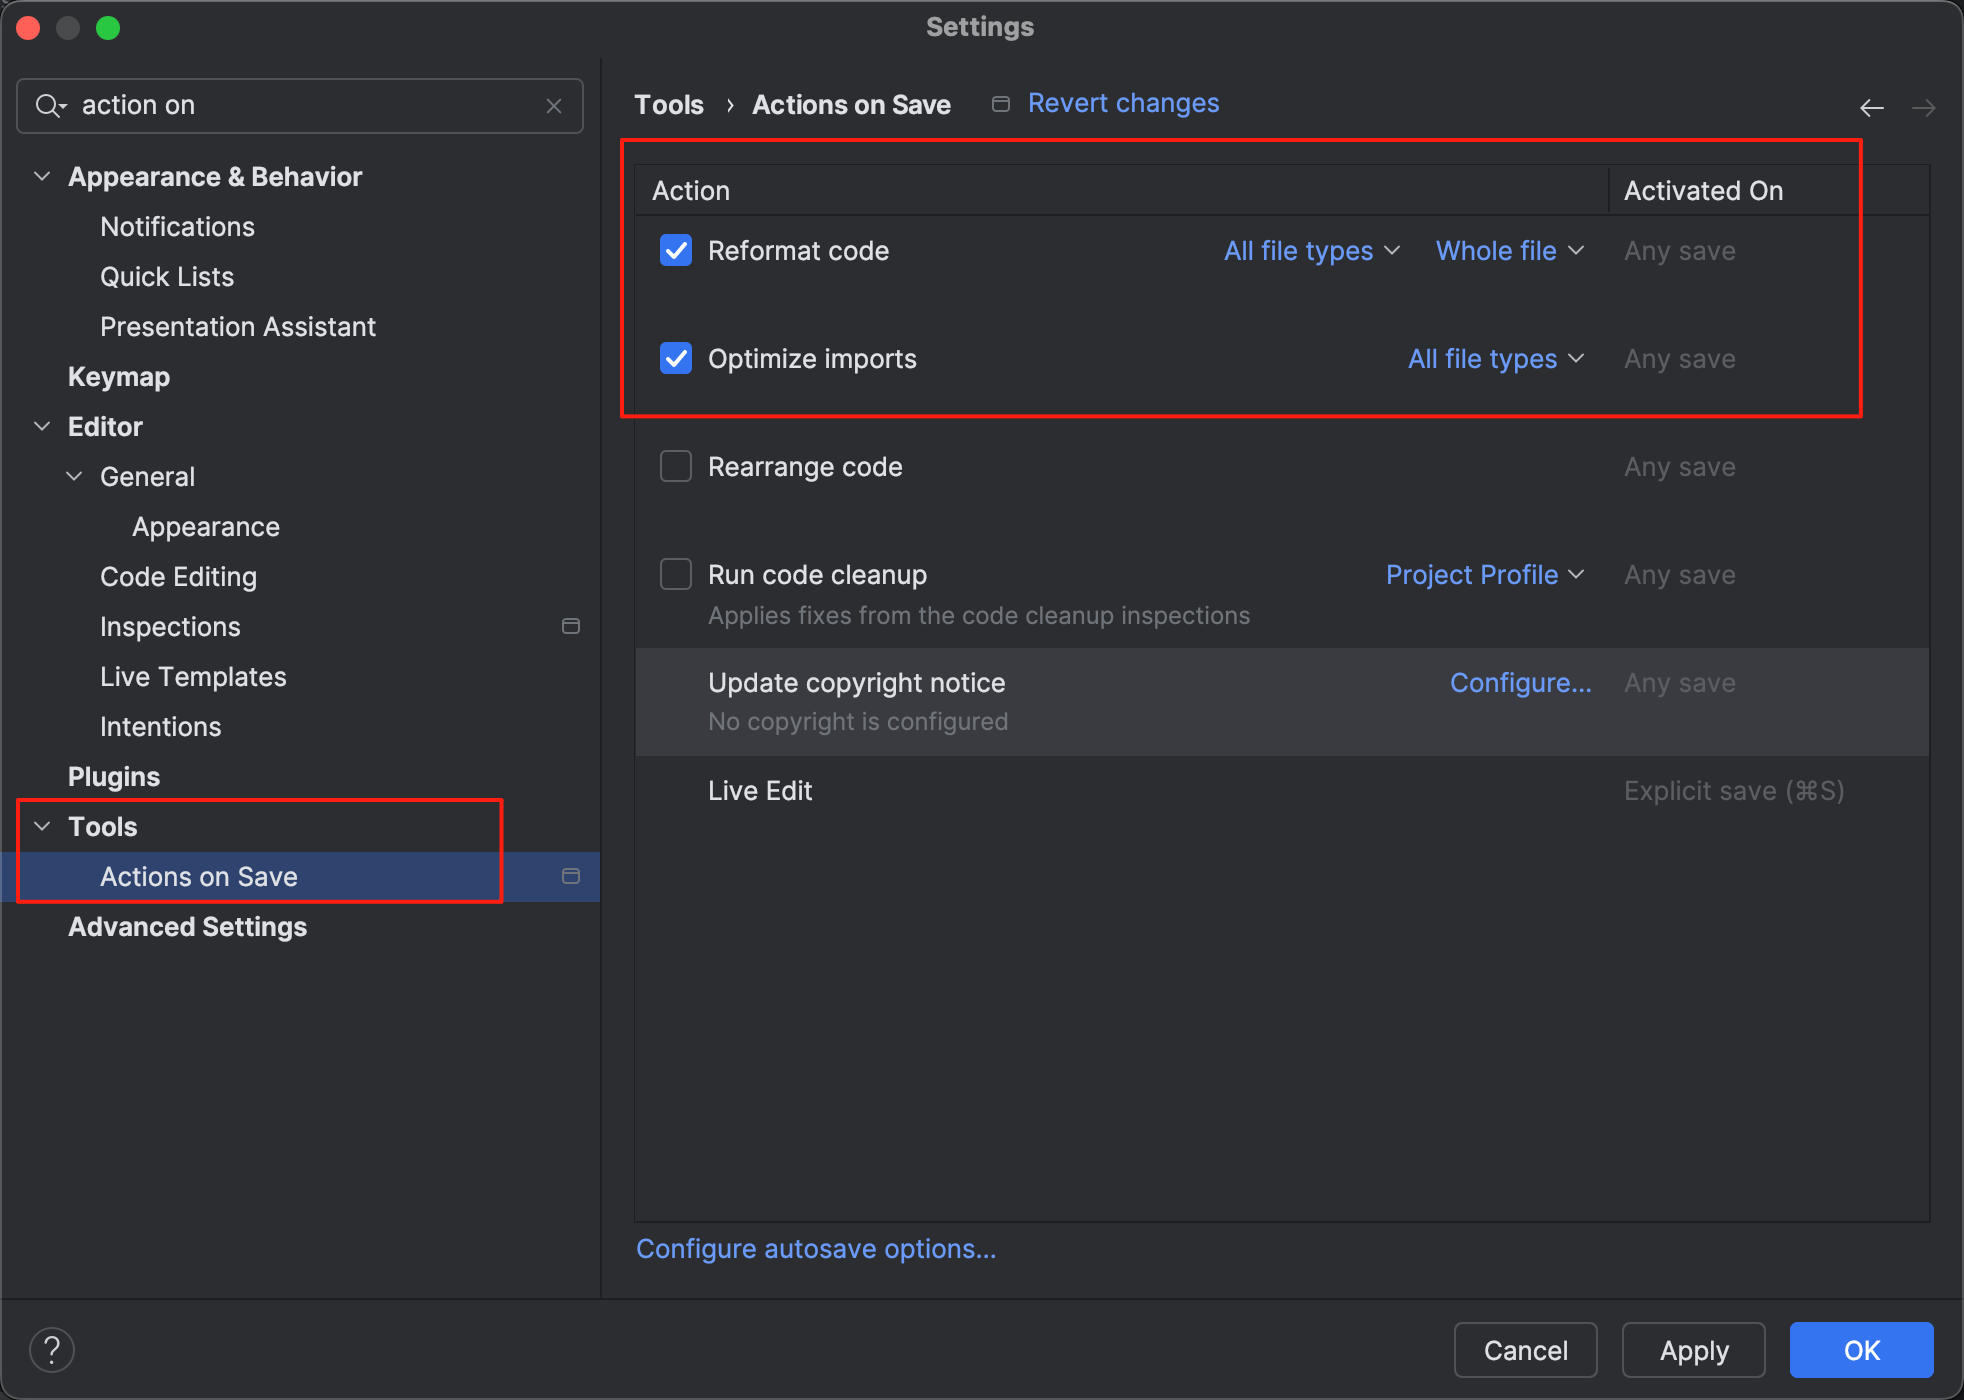 Settings
action on
Appearance & Behavior
Notifications
Quick Lists
Presentation Assistant
Keymap
Editor
General
Appearance
Code Editing
Inspections
Live Templates
Intentions
Plugins
Tools
Actions on Save
Advanced Settings
Tools › Actions on Save Revert changes
Action Activated On
Reformat code All file types Whole file Any save
Optimize imports All file types Any save
Rearrange code Any save
Run code cleanup Project Profile Any save
Applies fixes from the code cleanup inspections
Update copyright notice Configure... Any save
No copyright is configured
Live Edit Explicit save (⌘S)
Configure autosave options...
? Cancel Apply OK